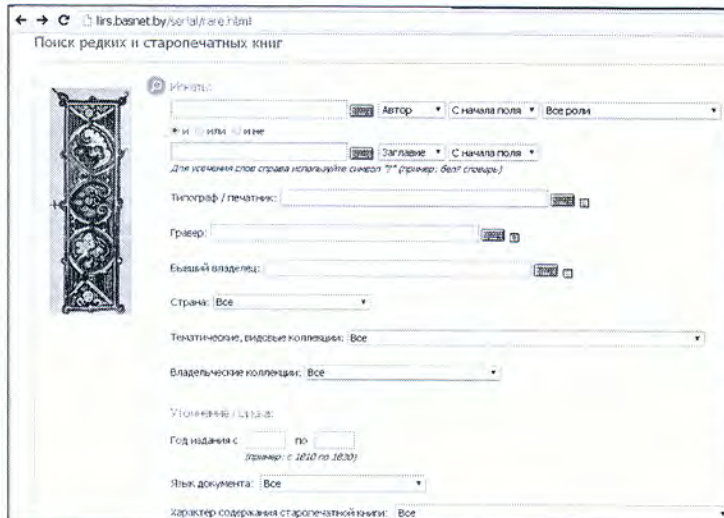 lirs.basnet.by/serial/rare.html
Поиск редких и старопечатных книг
Искать:
Автор С начала поля Все роли
и или и не
Заглавие С начала поля
Для усечения слов справа используйте символ "?" (пример: бел? словарь)
Типограф / печатник:
Гравер:
Бывший владелец:
Страна: Все
Тематические, видовые коллекции: Все
Владельческие коллекции: Все
Уточнение
Год издания с по
(пример: с 1810 по 1830)
Язык документа: Все
Характер содержания старопечатной книги: Все